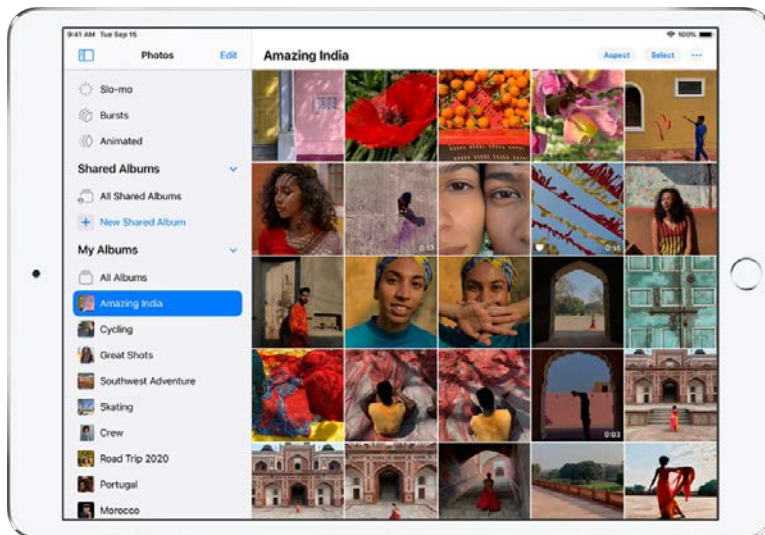 9:41 AM Tue Sep 15
100%
Photos
Edit
Amazing India
Aspect
Select
Slo-mo
Bursts
Animated
Shared Albums
All Shared Albums
New Shared Album
My Albums
All Albums
Amazing India
Cycling
Great Shots
Southwest Adventure
Skating
Crew
Road Trip 2020
Portugal
Morocco
0:03